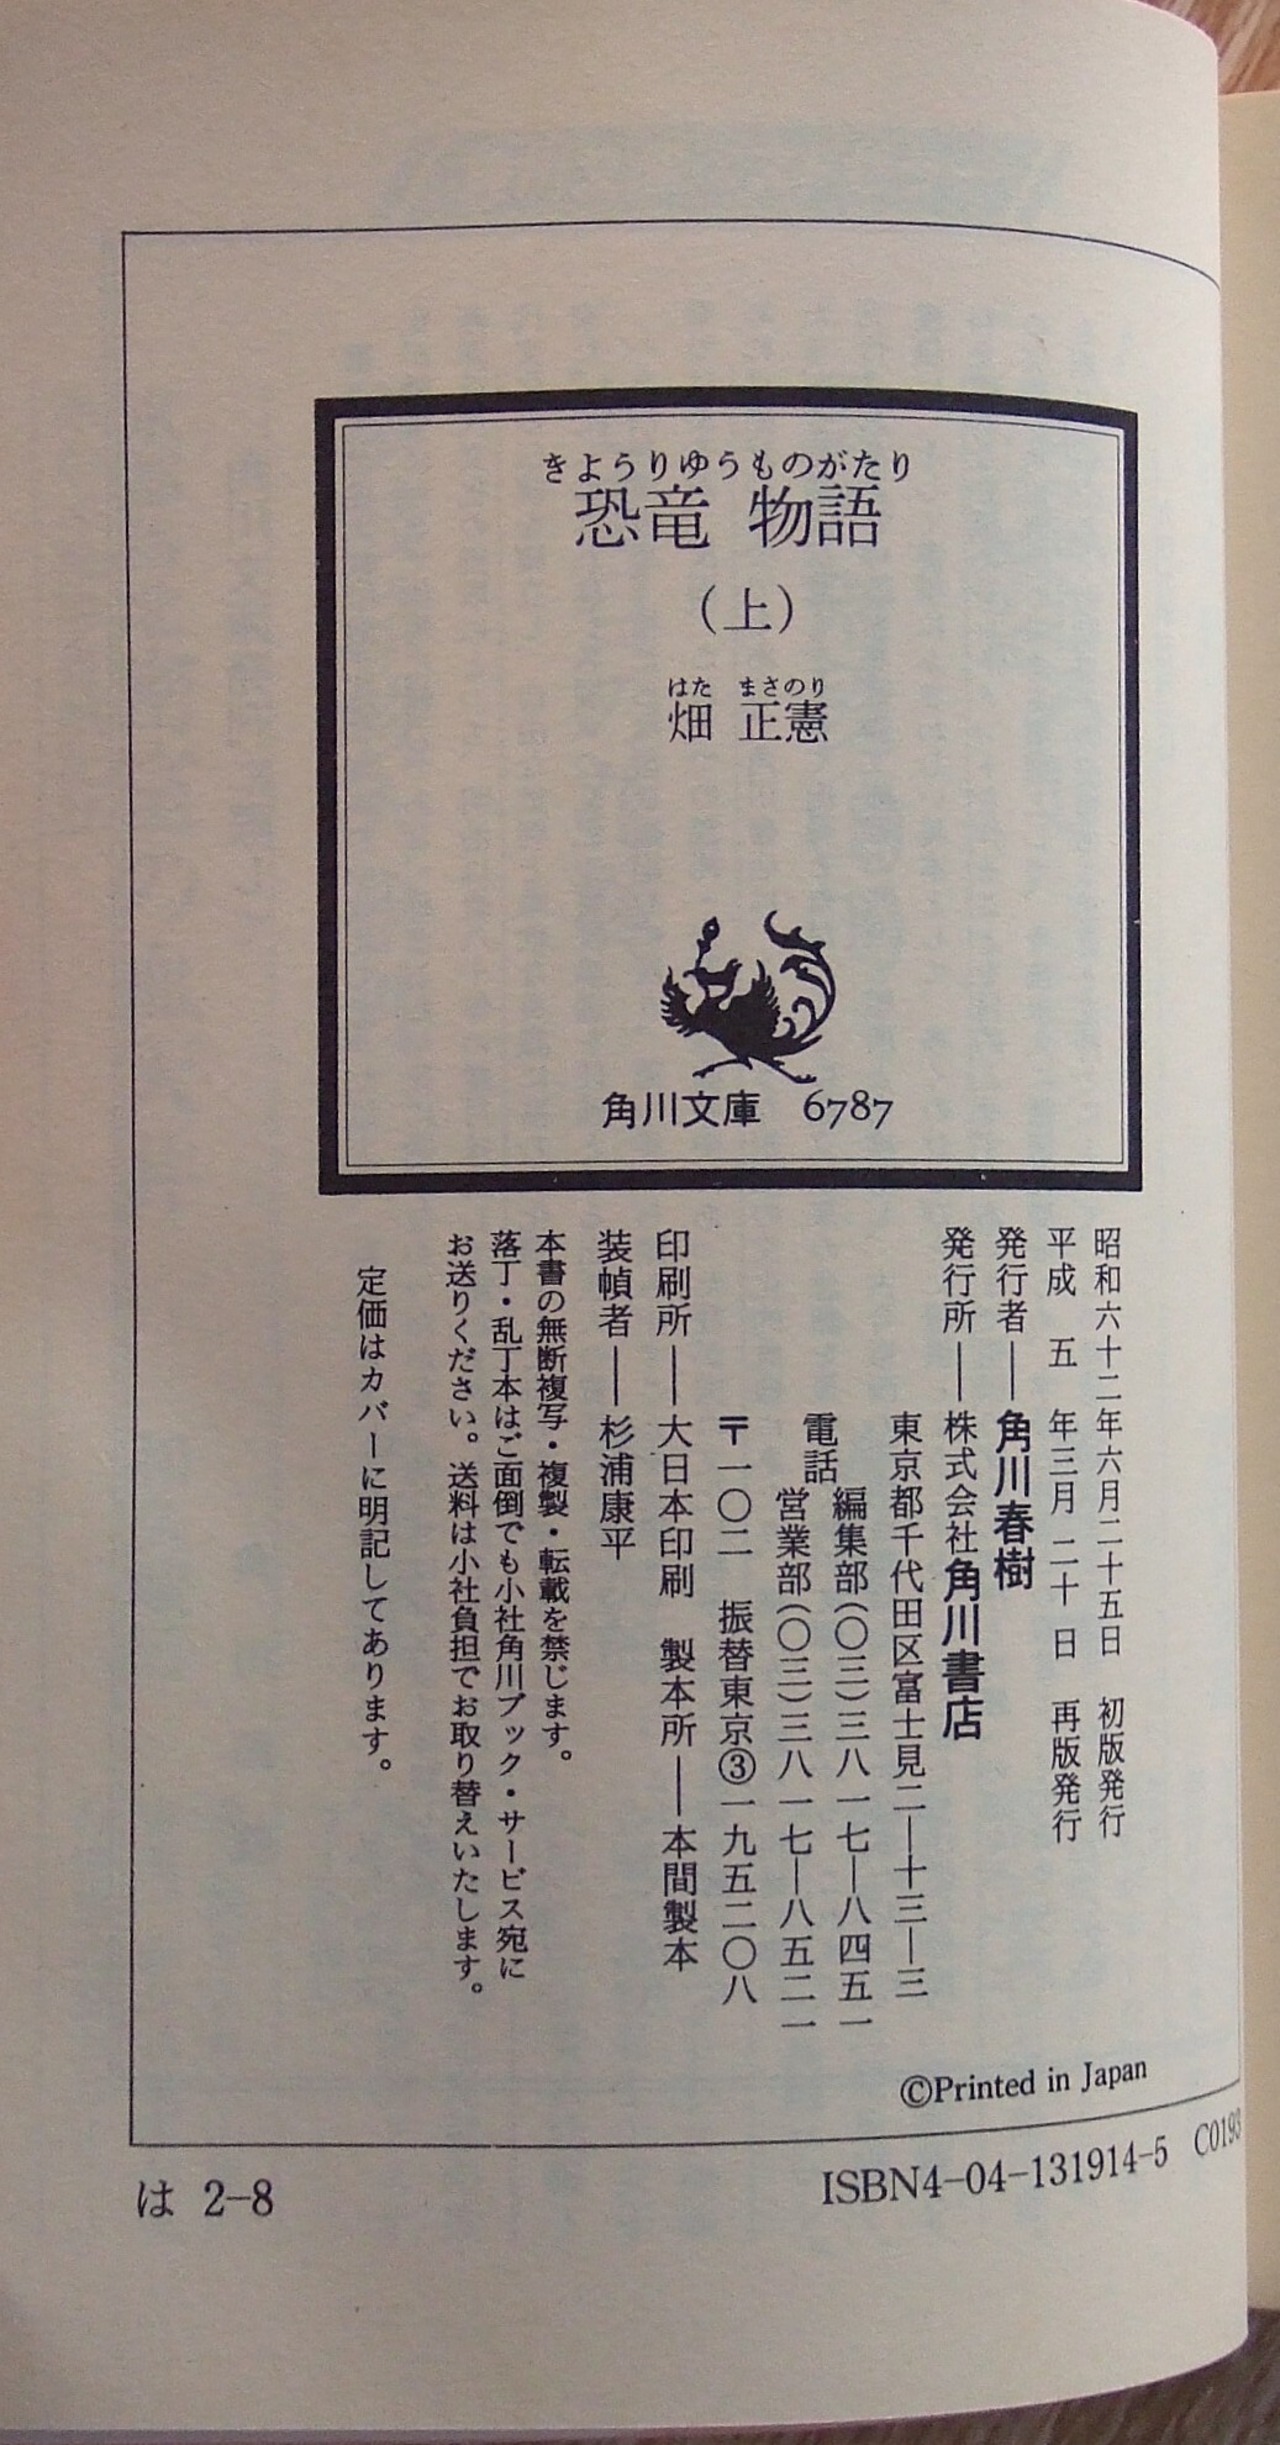 きようりゆうものがたり
恐竜 物語
（上）
はた まさのり
畑 正憲
角川文庫 6787
昭和六十二年六月二十五日 初版発行
平成 五 年三月 二十 日 再版発行
発行者――角川春樹
発行所――株式会社角川書店
東京都千代田区富士見二―十三―三
電話
編集部（〇三）三八一七―八四五一
営業部（〇三）三八一七―八五二一
〒一〇二 振替東京③一九五二〇八
印刷所――大日本印刷 製本所――本間製本
装幀者――杉浦康平
本書の無断複写・複製・転載を禁じます。
落丁・乱丁本はご面倒でも小社角川ブック・サービス宛に
お送りください。送料は小社負担でお取り替えいたします。
定価はカバーに明記してあります。
©Printed in Japan
は 2-8
ISBN4-04-131914-5 C0193